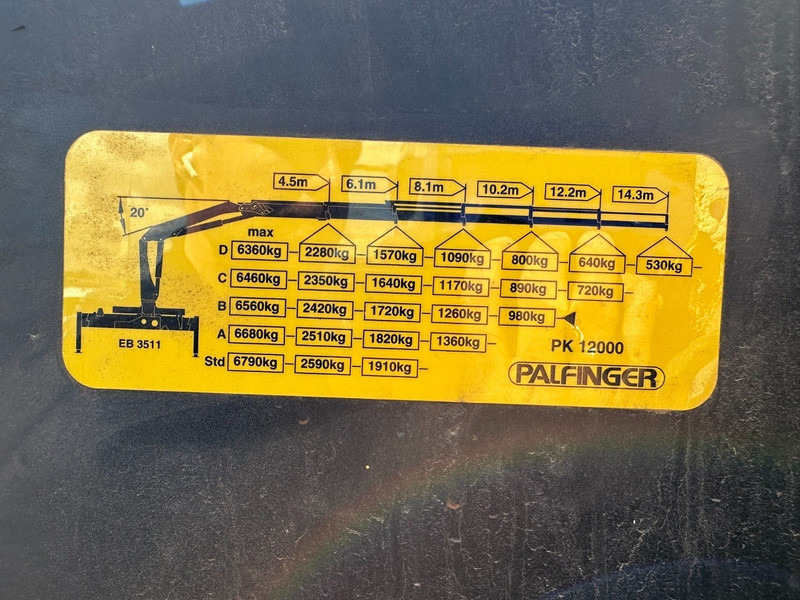 4.5m 6.1m 8.1m 10.2m 12.2m 14.3m
20°
max
D 6360kg 2280kg 1570kg 1090kg 800kg 640kg 530kg
C 6460kg 2350kg 1640kg 1170kg 890kg 720kg
B 6560kg 2420kg 1720kg 1260kg 980kg
A 6680kg 2510kg 1820kg 1360kg
EB 3511
PK 12000
Std 6790kg 2590kg 1910kg
PALFINGER